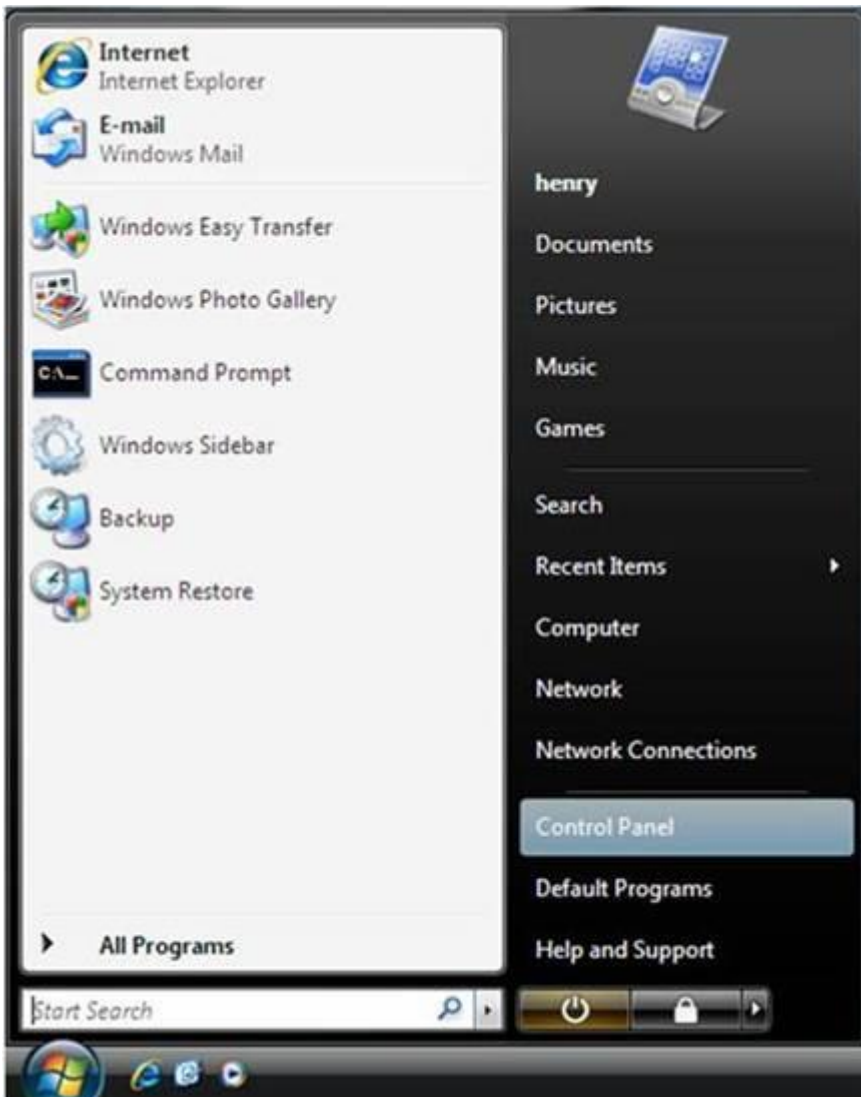 Internet
Internet Explorer
E-mail
Windows Mail
Windows Easy Transfer
Windows Photo Gallery
C:\_
Command Prompt
Windows Sidebar
Backup
System Restore
All Programs
Start Search
henry
Documents
Pictures
Music
Games
Search
Recent Items
Computer
Network
Network Connections
Control Panel
Default Programs
Help and Support